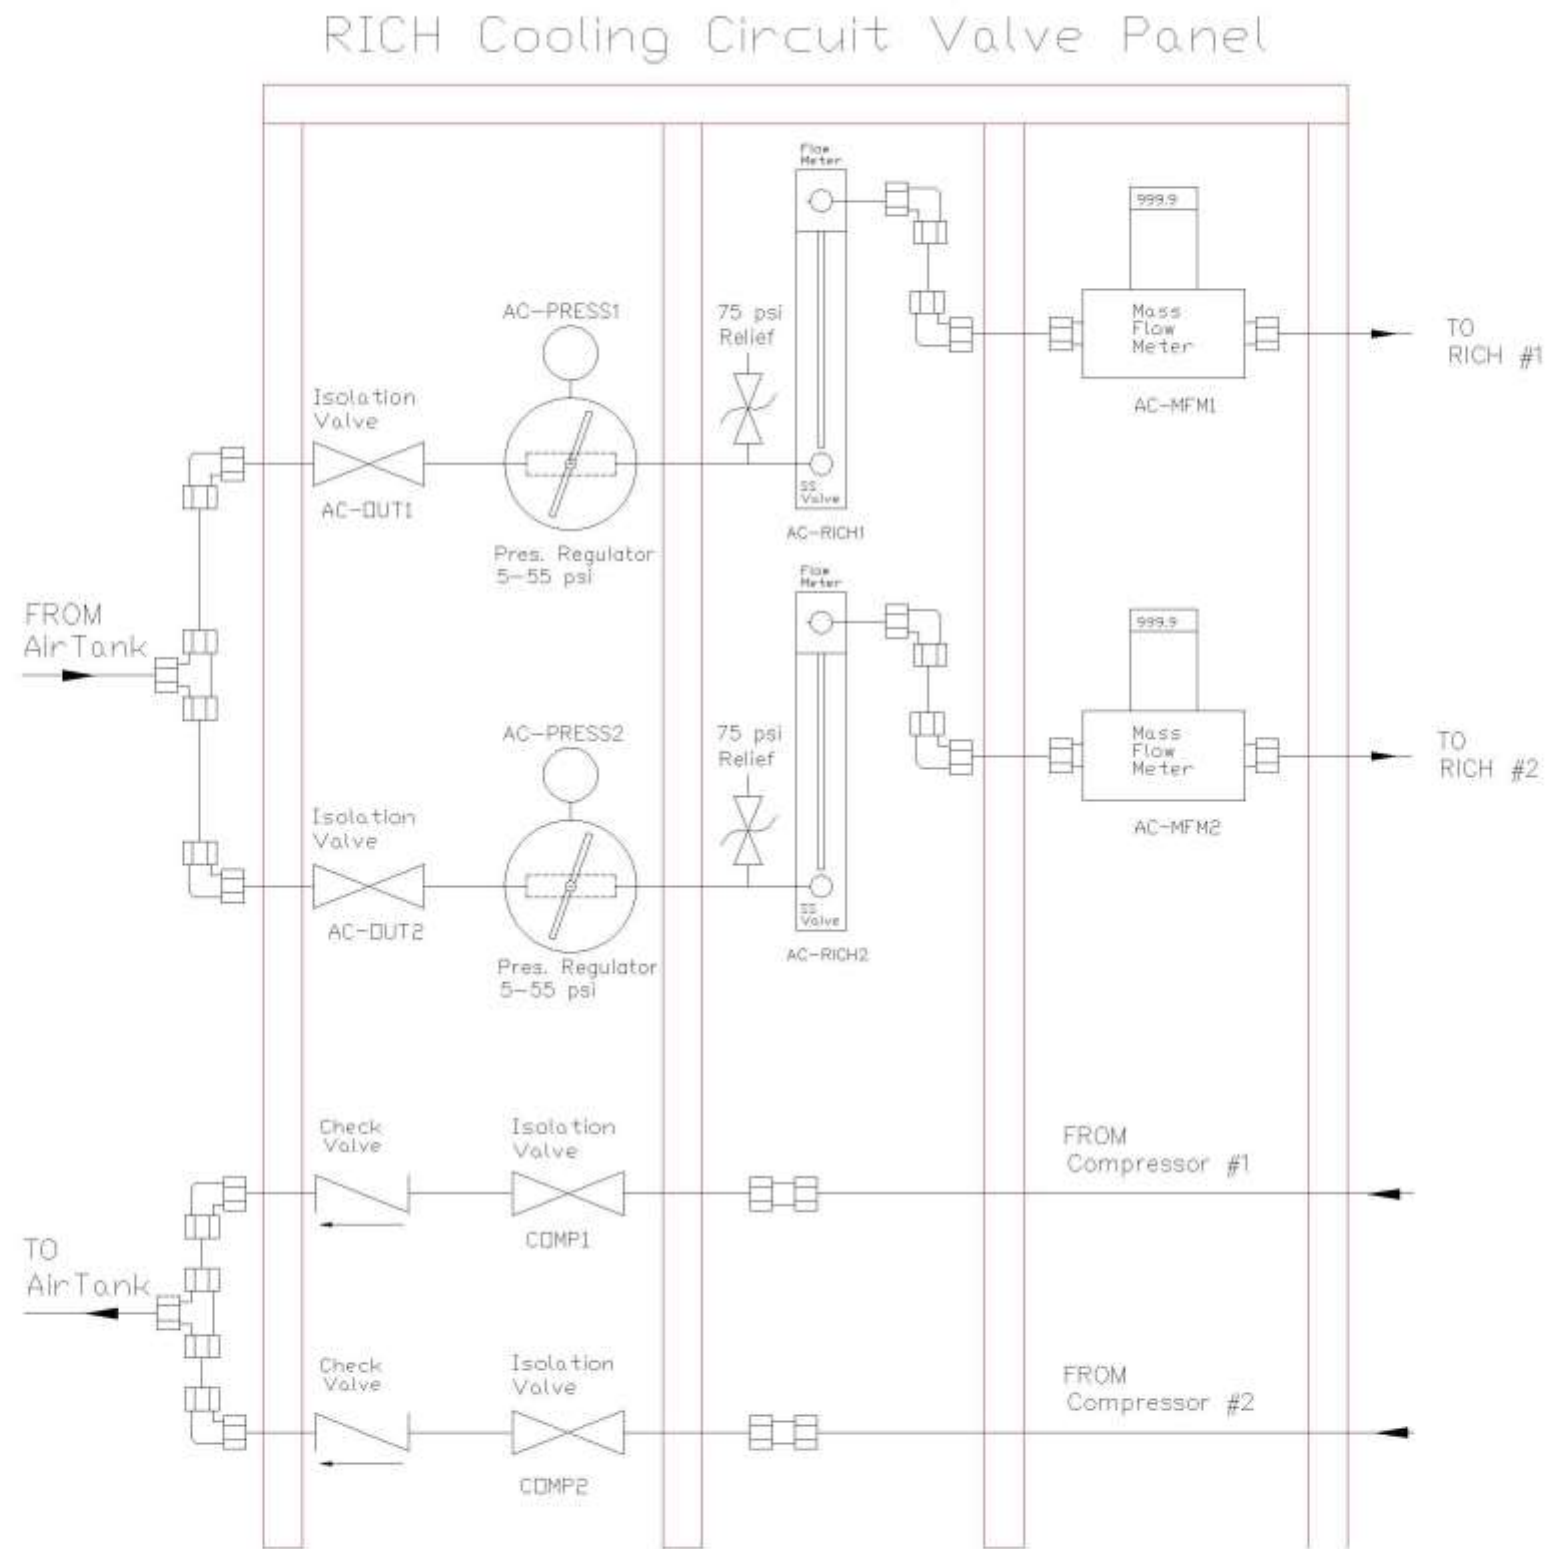 RICH Cooling Circuit Valve Panel
Flow
Meter
999.9
AC-PRESS1
75 psi
Relief
Mass
Flow
Meter
TO
RICH #1
Isolation
Valve
AC-MFM1
AC-OUT1
SS
Valve
AC-RICH1
Pres. Regulator
5-55 psi
Flow
Meter
FROM
Air Tank
999.9
AC-PRESS2
75 psi
Relief
Mass
Flow
Meter
TO
RICH #2
Isolation
Valve
AC-MFM2
AC-OUT2
SS
Valve
AC-RICH2
Pres. Regulator
5-55 psi
Check
Valve
Isolation
Valve
FROM
Compressor #1
COMP1
TO
Air Tank
Check
Valve
Isolation
Valve
FROM
Compressor #2
COMP2